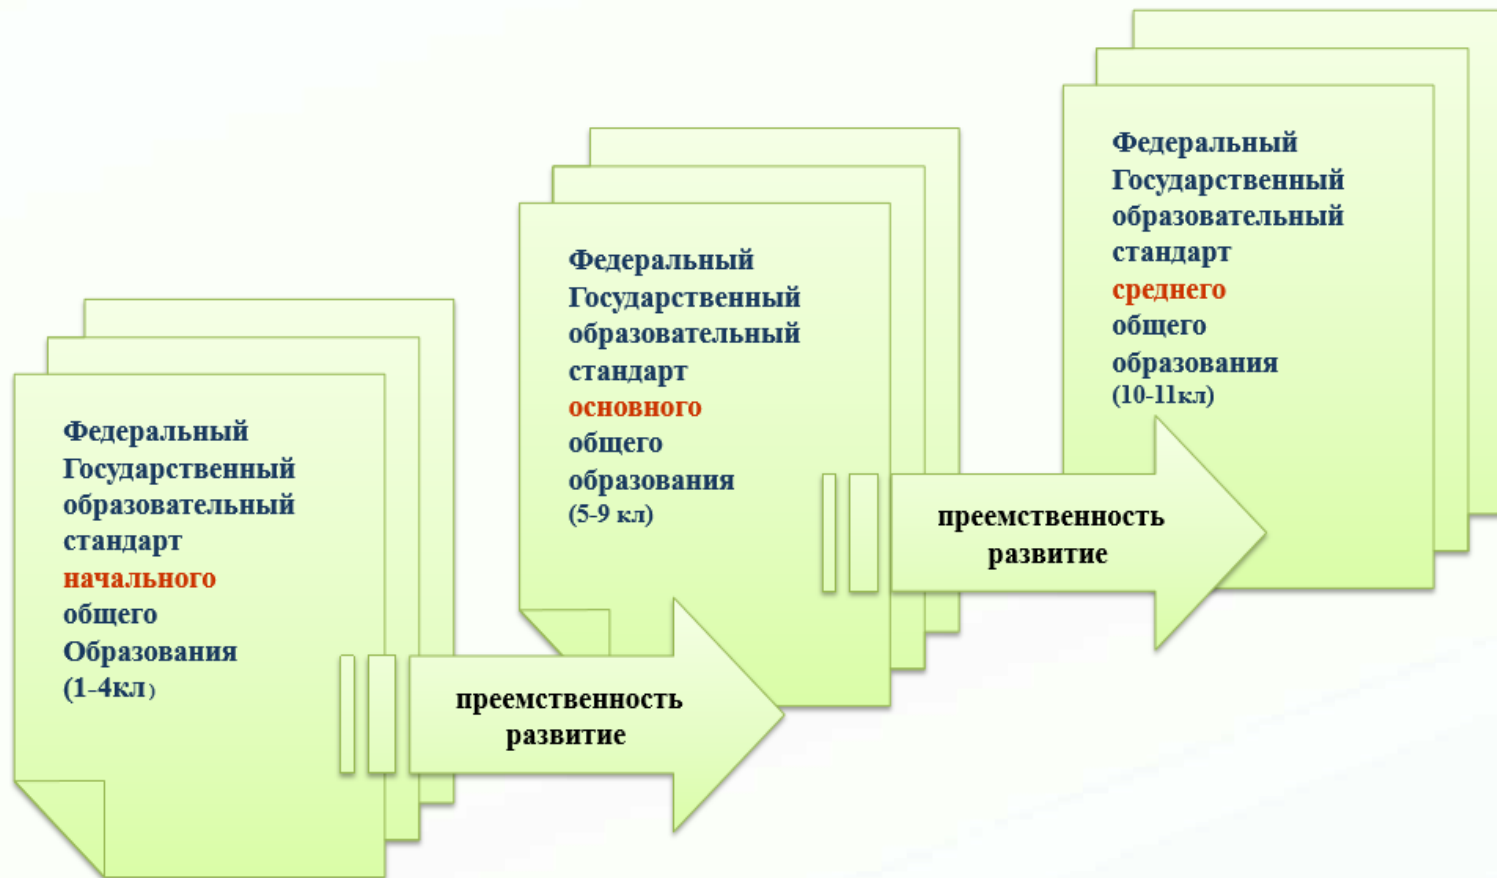 Федеральный
Государственный
образовательный
стандарт
начального
общего
Образования
(1-4кл)
преемственность
развитие
Федеральный
Государственный
образовательный
стандарт
основного
общего
образования
(5-9 кл)
преемственность
развитие
Федеральный
Государственный
образовательный
стандарт
среднего
общего
образования
(10-11кл)